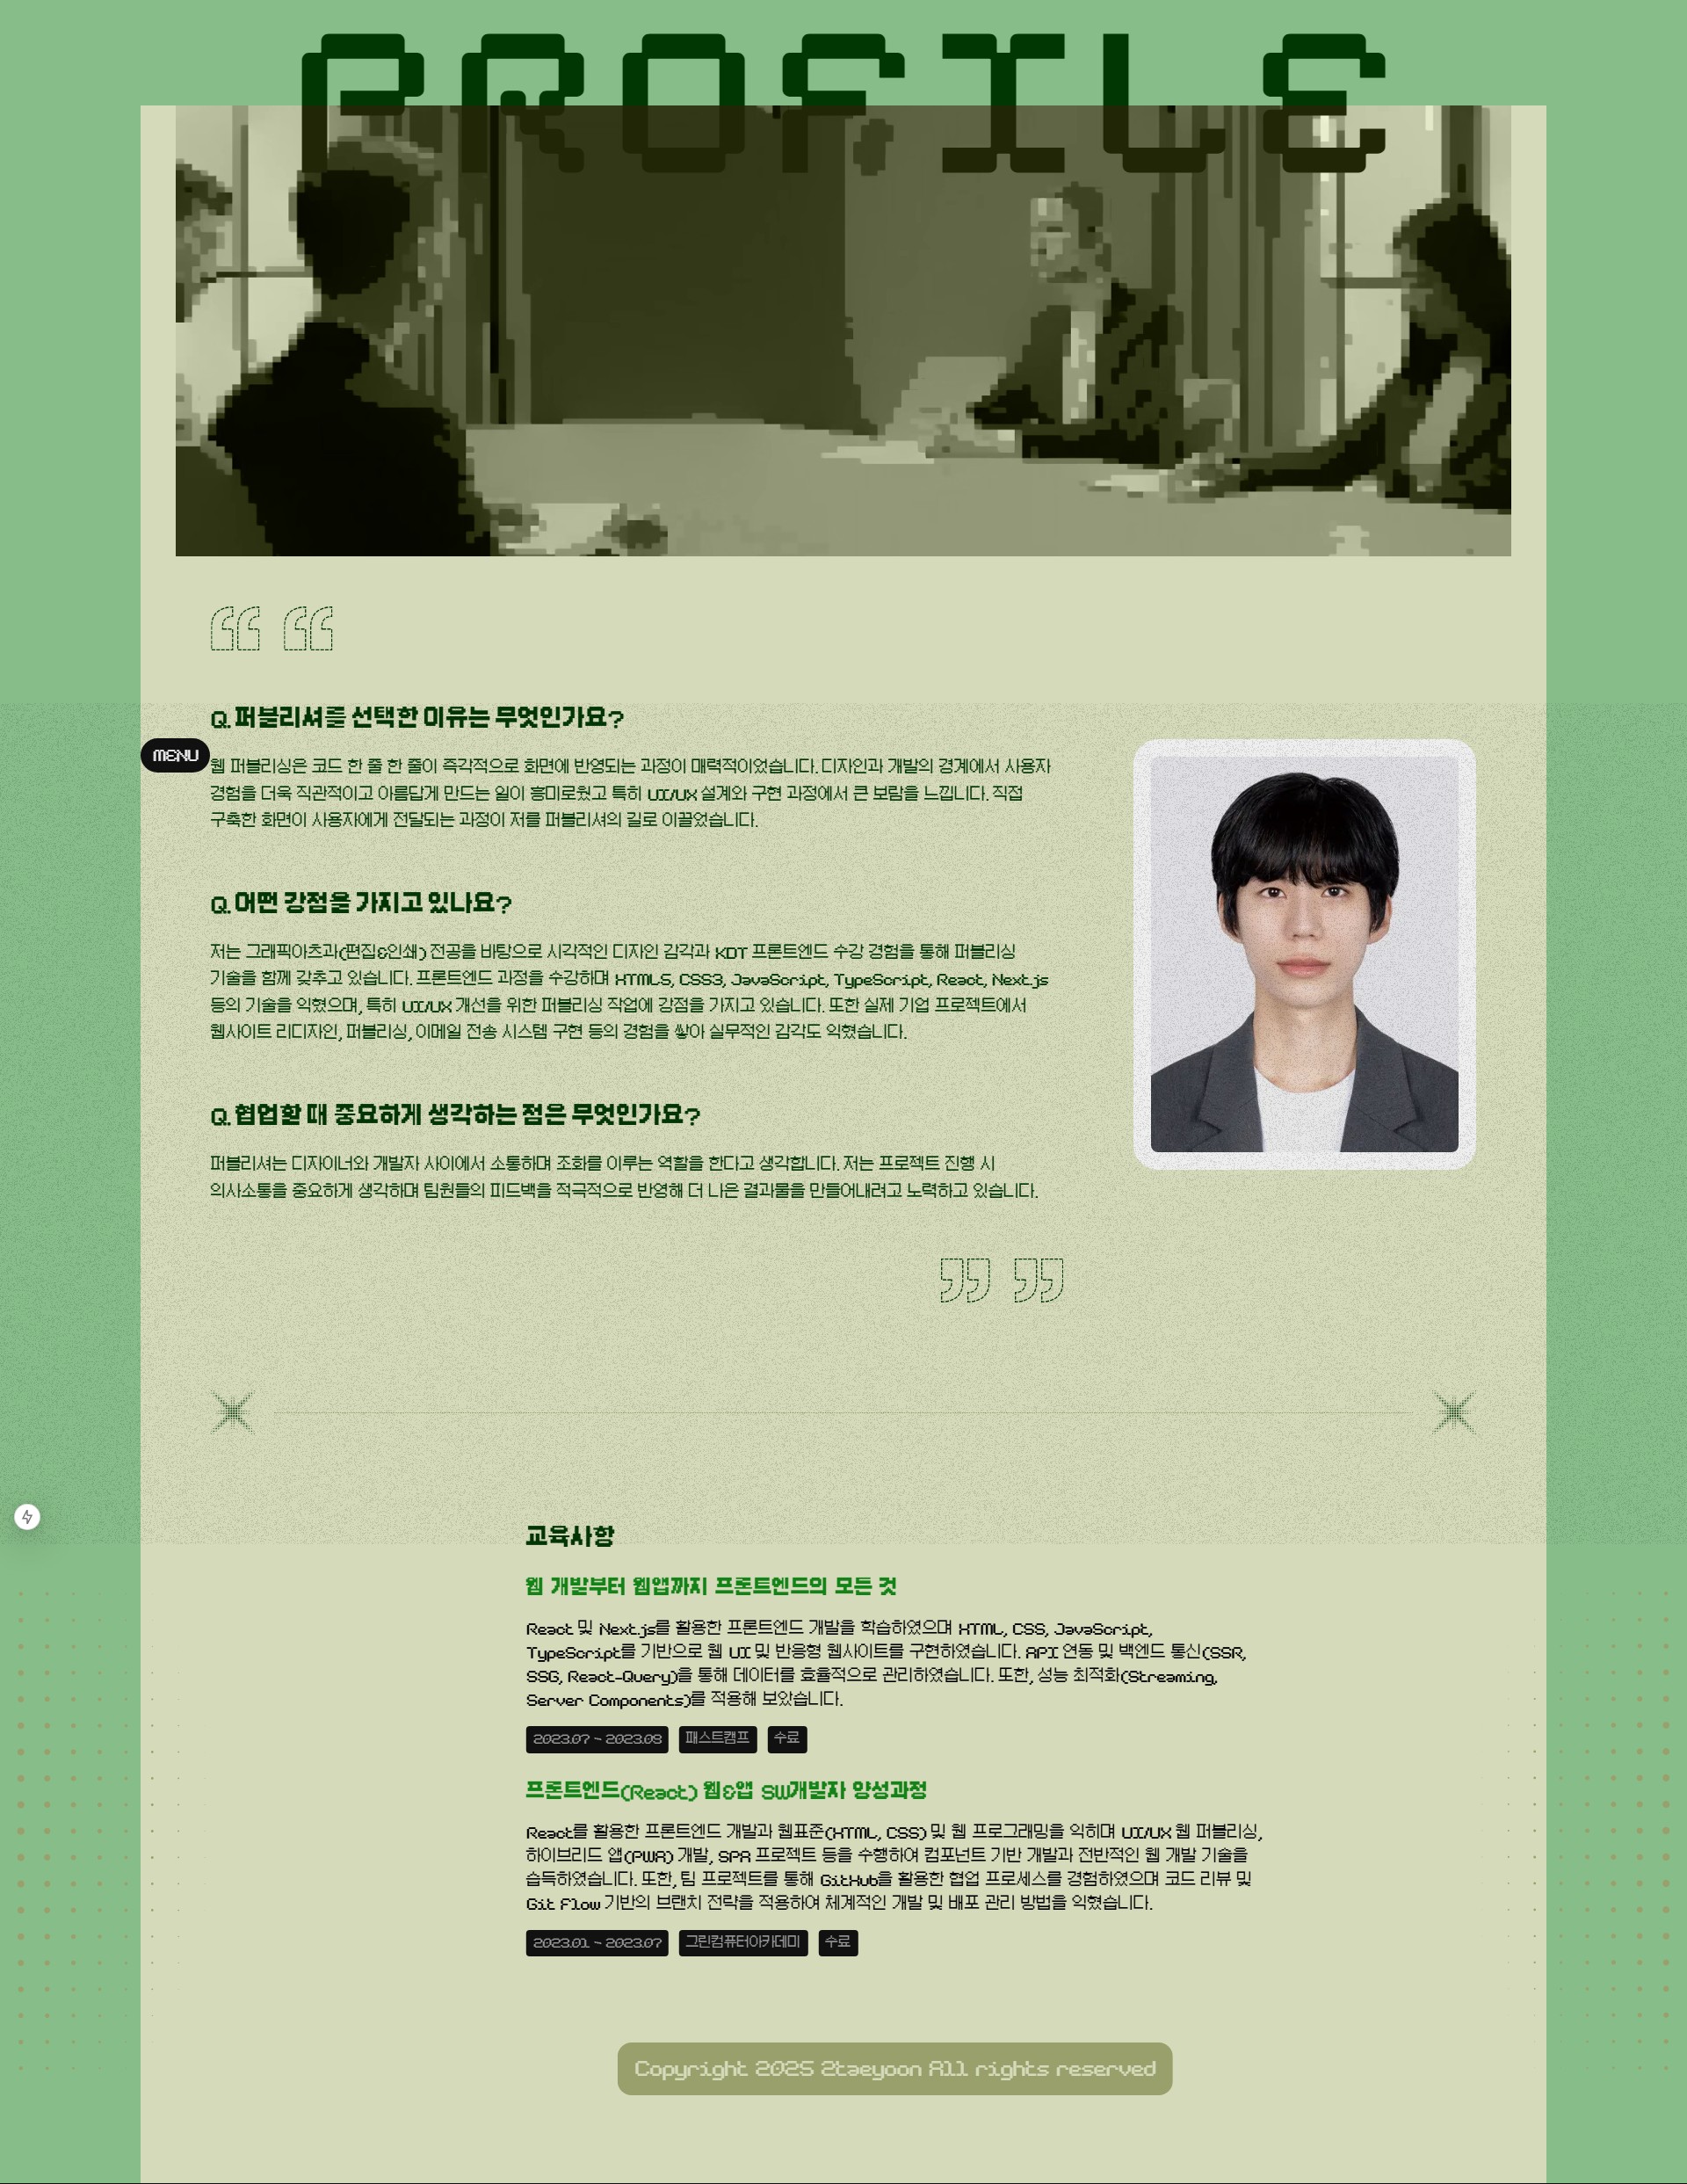 PROFILE
Q. 퍼블리셔를 선택한 이유는 무엇인가요?
MENU
웹 퍼블리싱은 코드 한 줄 한 줄이 즉각적으로 화면에 반영되는 과정이 매력적이었습니다. 디자인과 개발의 경계에서 사용자
경험을 더욱 직관적이고 아름답게 만드는 일이 흥미로웠고 특히 UI/UX 설계와 구현 과정에서 큰 보람을 느낍니다. 직접
구축한 화면이 사용자에게 전달되는 과정이 저를 퍼블리셔의 길로 이끌었습니다.
Q. 어떤 강점을 가지고 있나요?
저는 그래픽아츠과(편집&인쇄) 전공을 바탕으로 시각적인 디자인 감각과 KDT 프론트엔드 수강 경험을 통해 퍼블리싱
기술을 함께 갖추고 있습니다. 프론트엔드 과정을 수강하며 HTML5, CSS3, JavaScript, TypeScript, React, Next.js
등의 기술을 익혔으며, 특히 UI/UX 개선을 위한 퍼블리싱 작업에 강점을 가지고 있습니다. 또한 실제 기업 프로젝트에서
웹사이트 리디자인, 퍼블리싱, 이메일 전송 시스템 구현 등의 경험을 쌓아 실무적인 감각도 익혔습니다.
Q. 협업할 때 중요하게 생각하는 점은 무엇인가요?
퍼블리셔는 디자이너와 개발자 사이에서 소통하며 조화를 이루는 역할을 한다고 생각합니다. 저는 프로젝트 진행 시
의사소통을 중요하게 생각하며 팀원들의 피드백을 적극적으로 반영해 더 나은 결과물을 만들어내려고 노력하고 있습니다.
교육사항
웹 개발부터 웹앱까지 프론트엔드의 모든 것
React 및 Next.js를 활용한 프론트엔드 개발을 학습하였으며 HTML, CSS, JavaScript,
TypeScript를 기반으로 웹 UI 및 반응형 웹사이트를 구현하였습니다. API 연동 및 백엔드 통신(SSR,
SSG, React-Query)을 통해 데이터를 효율적으로 관리하였습니다. 또한, 성능 최적화(Streaming,
Server Components)를 적용해 보았습니다.
2023.07 ~ 2023.09 패스트캠프 수료
프론트엔드(React) 웹&앱 SW개발자 양성과정
React를 활용한 프론트엔드 개발과 웹표준(HTML, CSS) 및 웹 프로그래밍을 익히며 UI/UX 웹 퍼블리싱,
하이브리드 앱(PWA) 개발, SPA 프로젝트 등을 수행하여 컴포넌트 기반 개발과 전반적인 웹 개발 기술을
습득하였습니다. 또한, 팀 프로젝트를 통해 GitHub을 활용한 협업 프로세스를 경험하였으며 코드 리뷰 및
Git Flow 기반의 브랜치 전략을 적용하여 체계적인 개발 및 배포 관리 방법을 익혔습니다.
2023.01 ~ 2023.07 그린컴퓨터아카데미 수료
Copyright 2025 2taeyoon All rights reserved